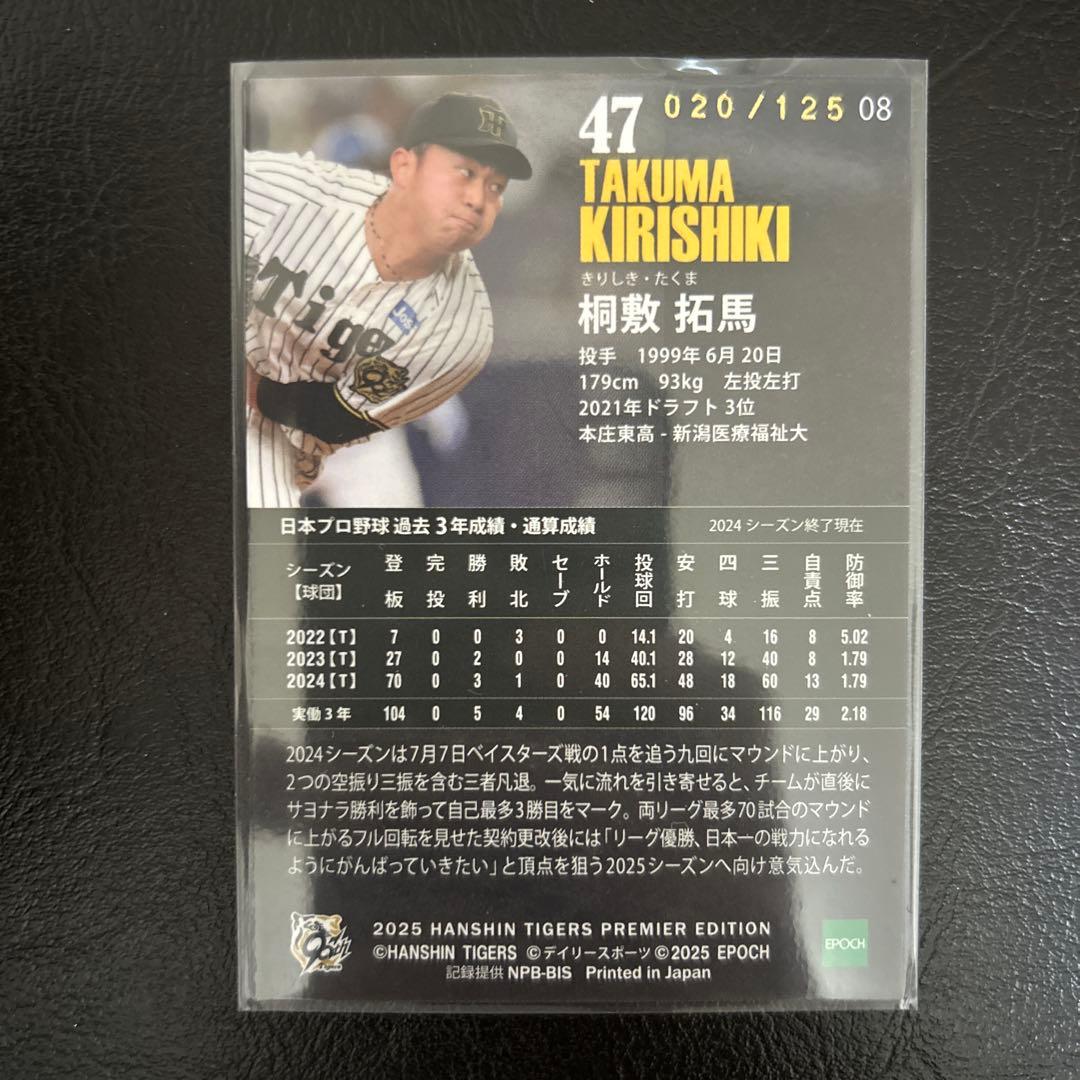 47 020/125 08
TAKUMA
KIRISHIKI
きりしき・たくま
桐敷 拓馬
投手 1999年6月20日
179cm 93kg 左投左打
2021年ドラフト3位
本庄東高 - 新潟医療福祉大
Tige
Joshin
日本プロ野球 過去3年成績・通算成績 2024シーズン終了現在
シーズン【球団】 登板 完投 勝利 敗北 セーブ ホールド 投球回 安打 四球 三振 自責点 防御率
2022【T】 7 0 0 3 0 0 14.1 20 4 16 8 5.02
2023【T】 27 0 2 0 0 14 40.1 28 12 40 8 1.79
2024【T】 70 0 3 1 0 40 65.1 48 18 60 13 1.79
実働3年 104 0 5 4 0 54 120 96 34 116 29 2.18
2024シーズンは7月7日ベイスターズ戦の1点を追う九回にマウンドに上がり、
2つの空振り三振を含む三者凡退。一気に流れを引き寄せると、チームが直後に
サヨナラ勝利を飾って自己最多3勝目をマーク。両リーグ最多70試合のマウンド
に上がるフル回転を見せた契約更改後には「リーグ優勝、日本一の戦力になれる
ようにがんばっていきたい」と頂点を狙う2025シーズンへ向け意気込んだ。
2025 HANSHIN TIGERS PREMIER EDITION
©HANSHIN TIGERS ©デイリースポーツ ©2025 EPOCH
記録提供 NPB-BIS Printed in Japan
EPOCH